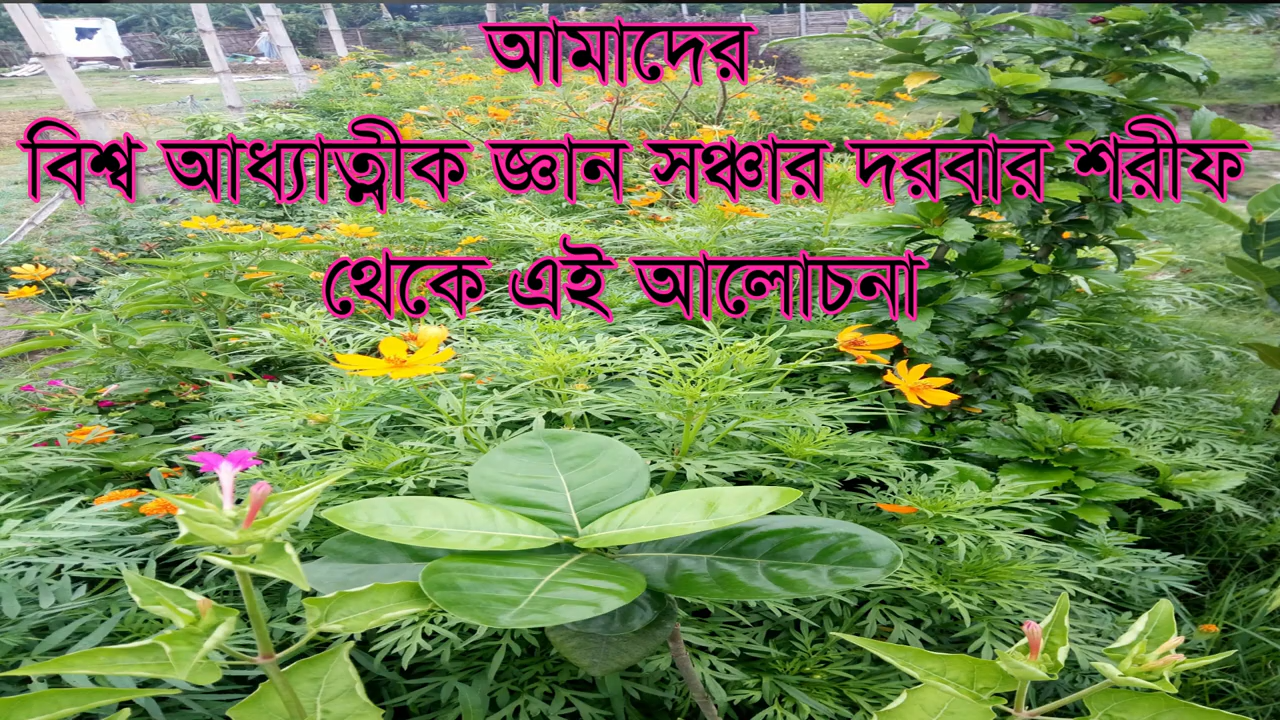 আমাদের
বিশ্ব আধ্যাত্নীক জ্ঞান সঞ্চার দরবার শরীফ
থেকে এই আলোচনা